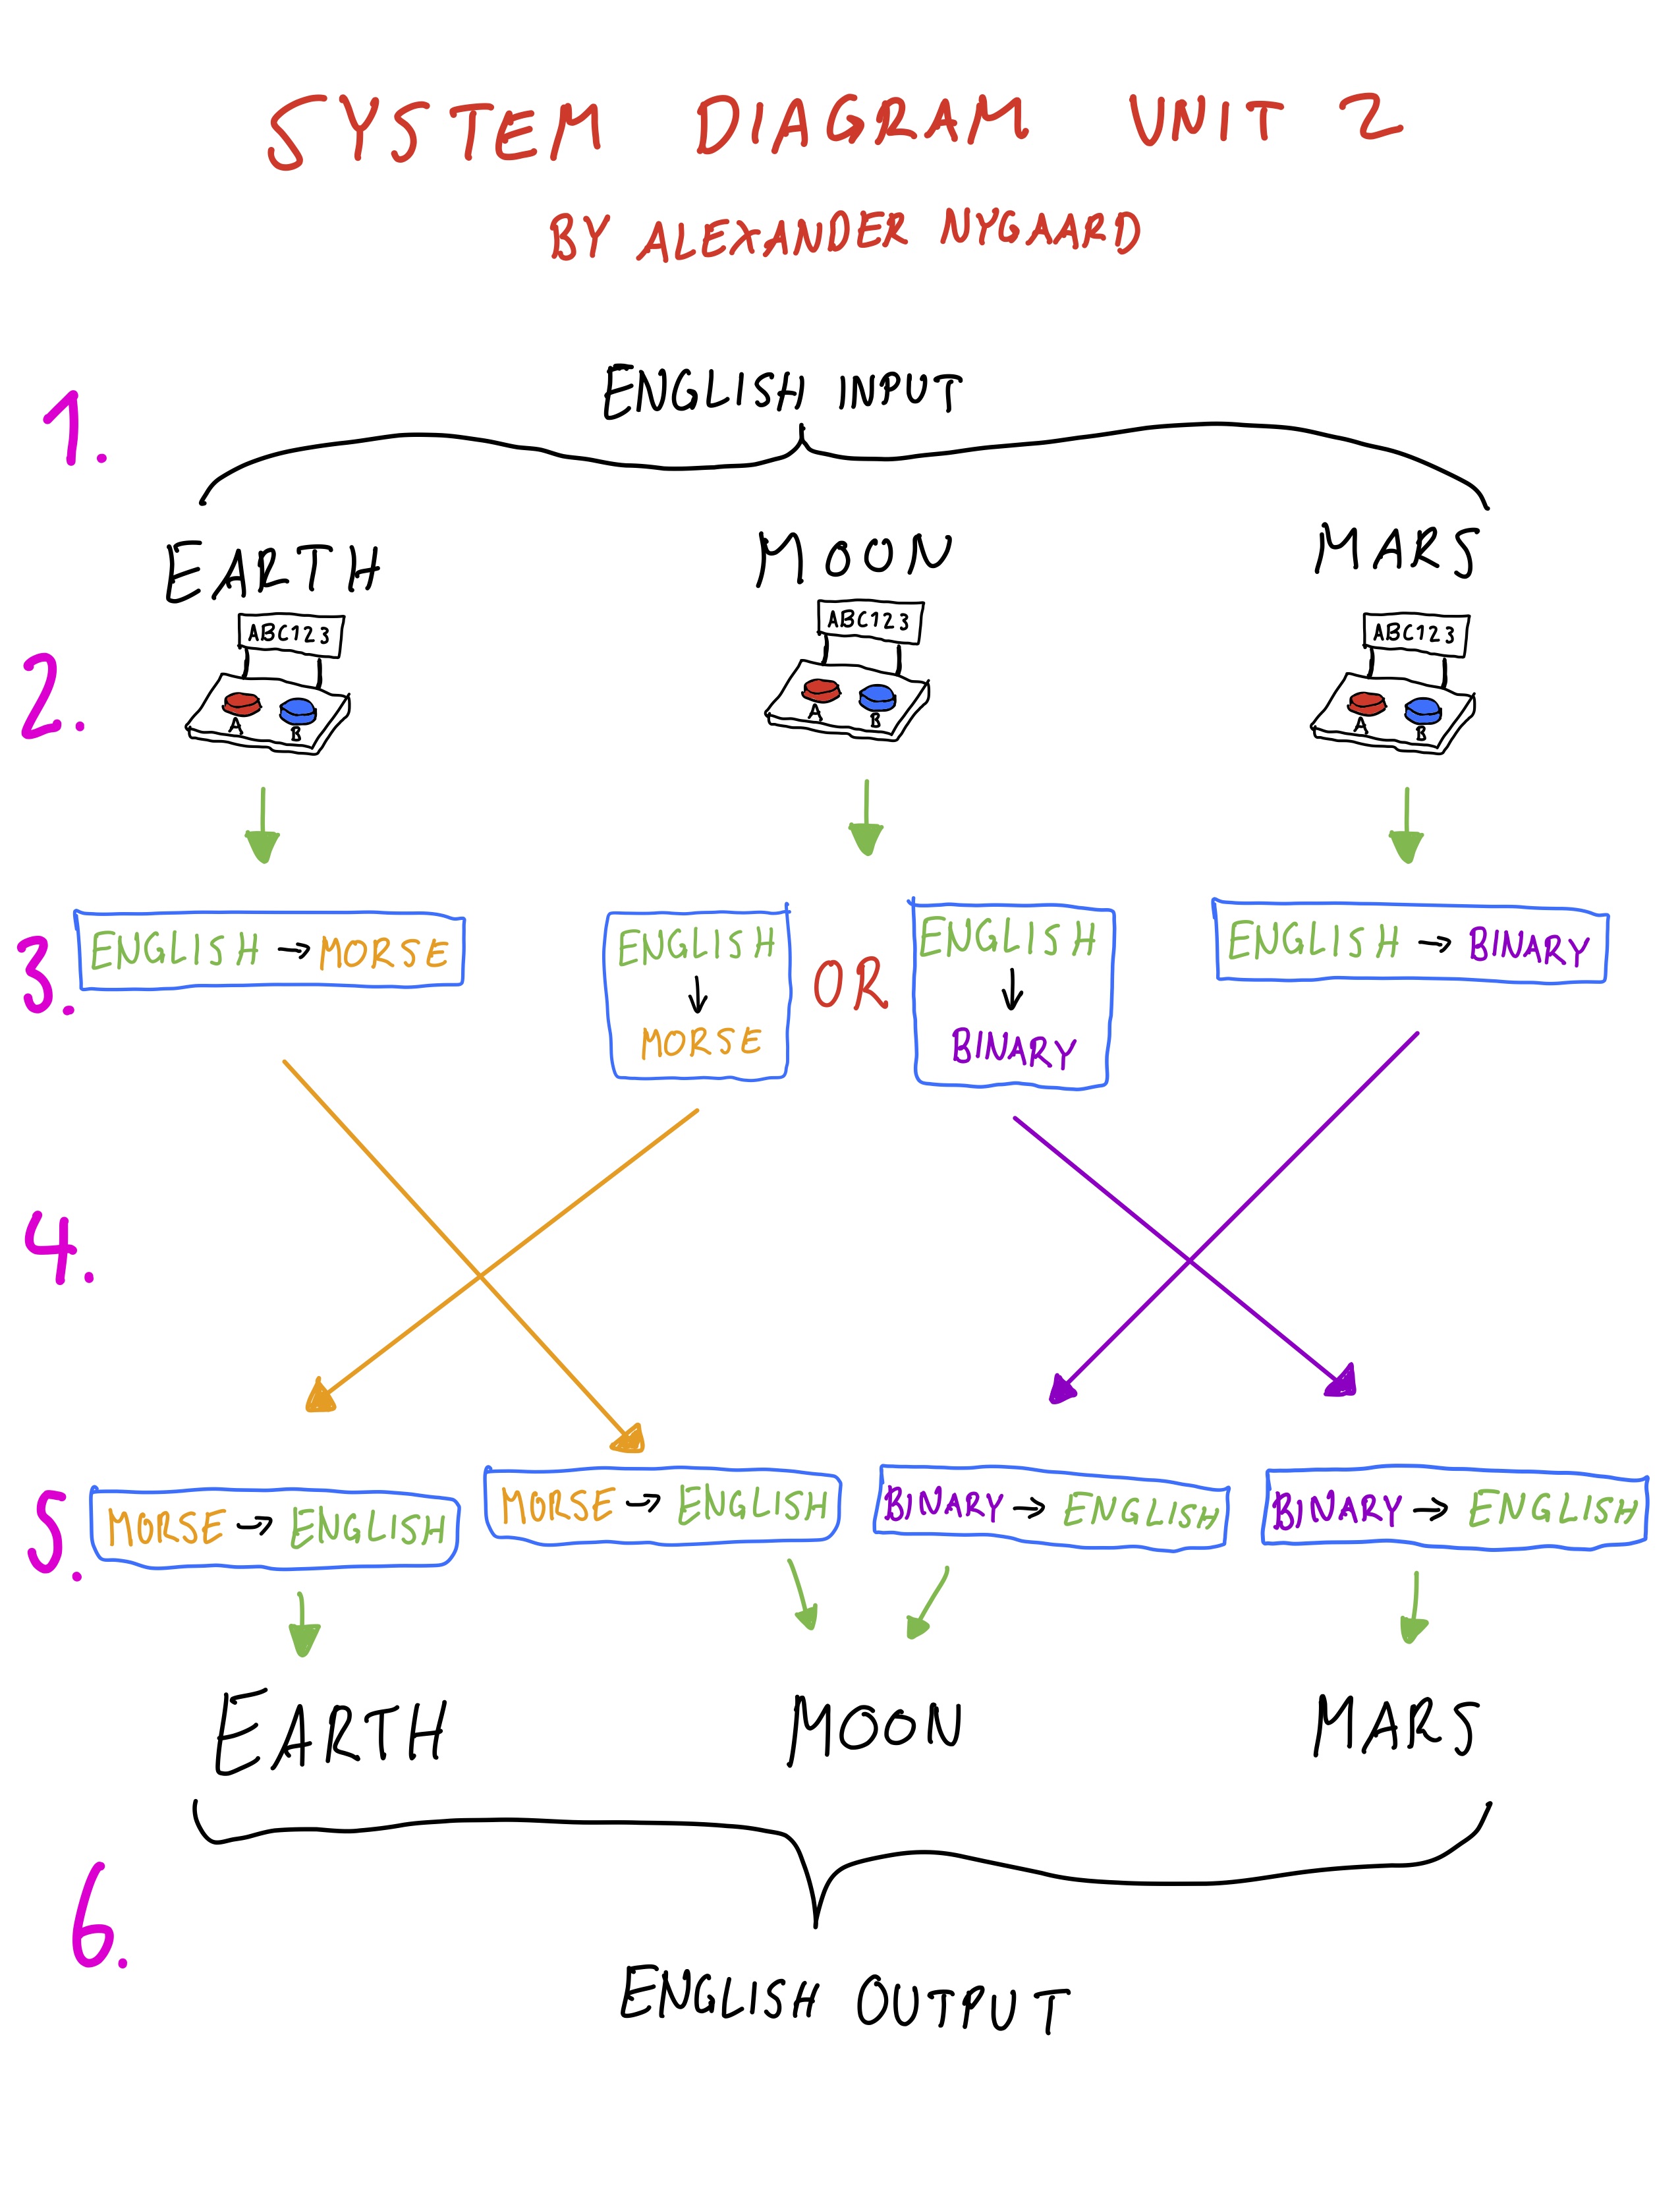 SYSTEM DIAGRAM UNIT 2
BY ALEXANDER NYGAARD
1.
ENGLISH INPUT
EARTH
MOON
MARS
2.
ABC123
A
B
ABC123
A
B
ABC123
A
B
3.
ENGLISH → MORSE
ENGLISH
↓
MORSE
OR
ENGLISH
↓
BINARY
ENGLISH → BINARY
4.
5.
MORSE → ENGLISH
MORSE → ENGLISH
BINARY → ENGLISH
BINARY → ENGLISH
EARTH
MOON
MARS
6.
ENGLISH OUTPUT